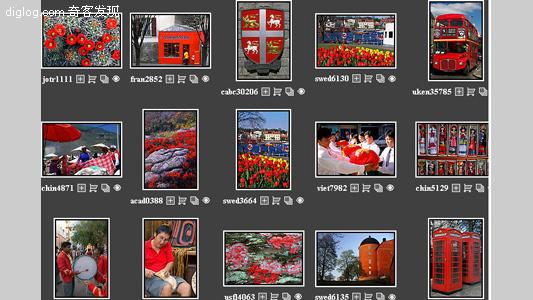 diglog.com 奇客发现
jotr1111
fran2852
cabc30206
swed6130
uken35785
chin4871
acad0388
swed3664
viet7982
chin5129
usfl4063
swed6135